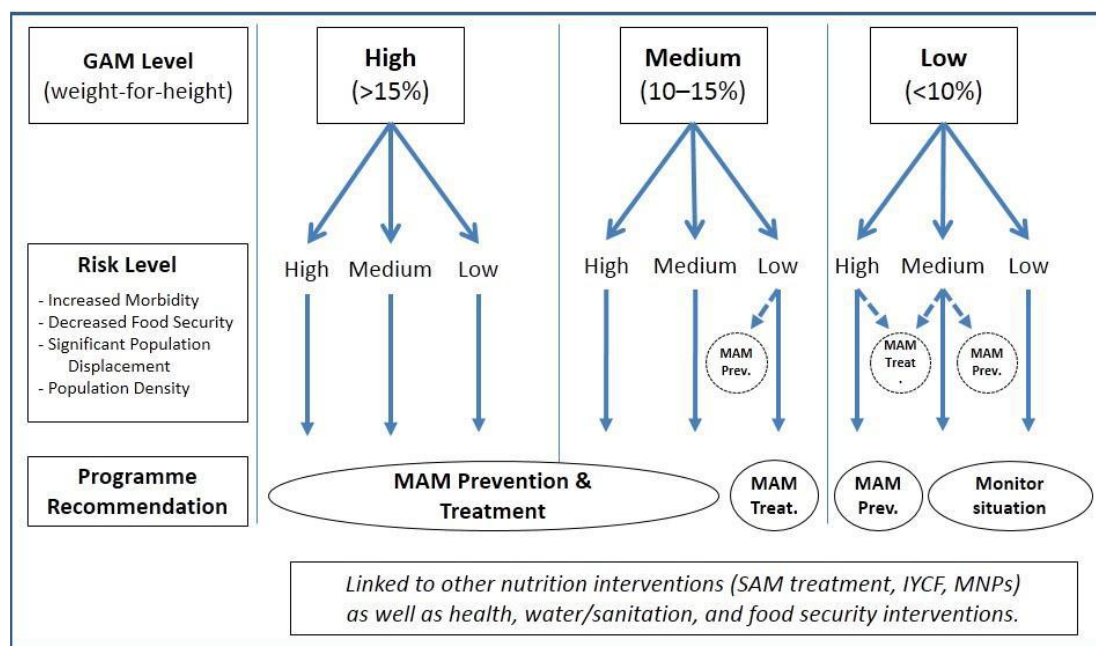 GAM Level
(weight-for-height)
High
(>15%)
Medium
(10–15%)
Low
(<10%)
Risk Level
- Increased Morbidity
- Decreased Food Security
- Significant Population
Displacement
- Population Density
High Medium Low
High Medium Low
High Medium Low
MAM
Prev.
MAM
Treat
.
MAM
Prev.
Programme
Recommendation
MAM Prevention &
Treatment
MAM
Treat.
MAM
Prev.
Monitor
situation
Linked to other nutrition interventions (SAM treatment, IYCF, MNPs)
as well as health, water/sanitation, and food security interventions.